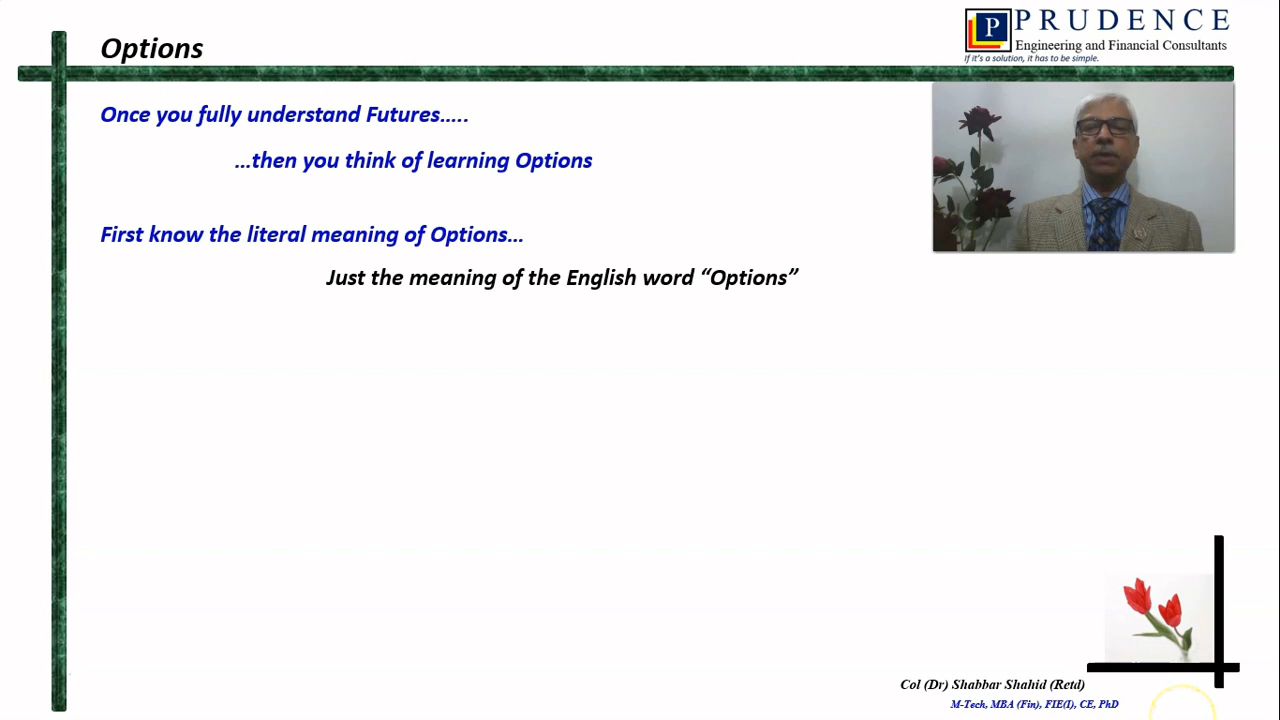 Options
P
PRUDENCE
Engineering and Financial Consultants
If it's a solution, it has to be simple.
Once you fully understand Futures.....
...then you think of learning Options
First know the literal meaning of Options...
Just the meaning of the English word “Options”
Col (Dr) Shabbar Shahid (Retd)
M-Tech, MBA (Fin), FIE(I), CE, PhD